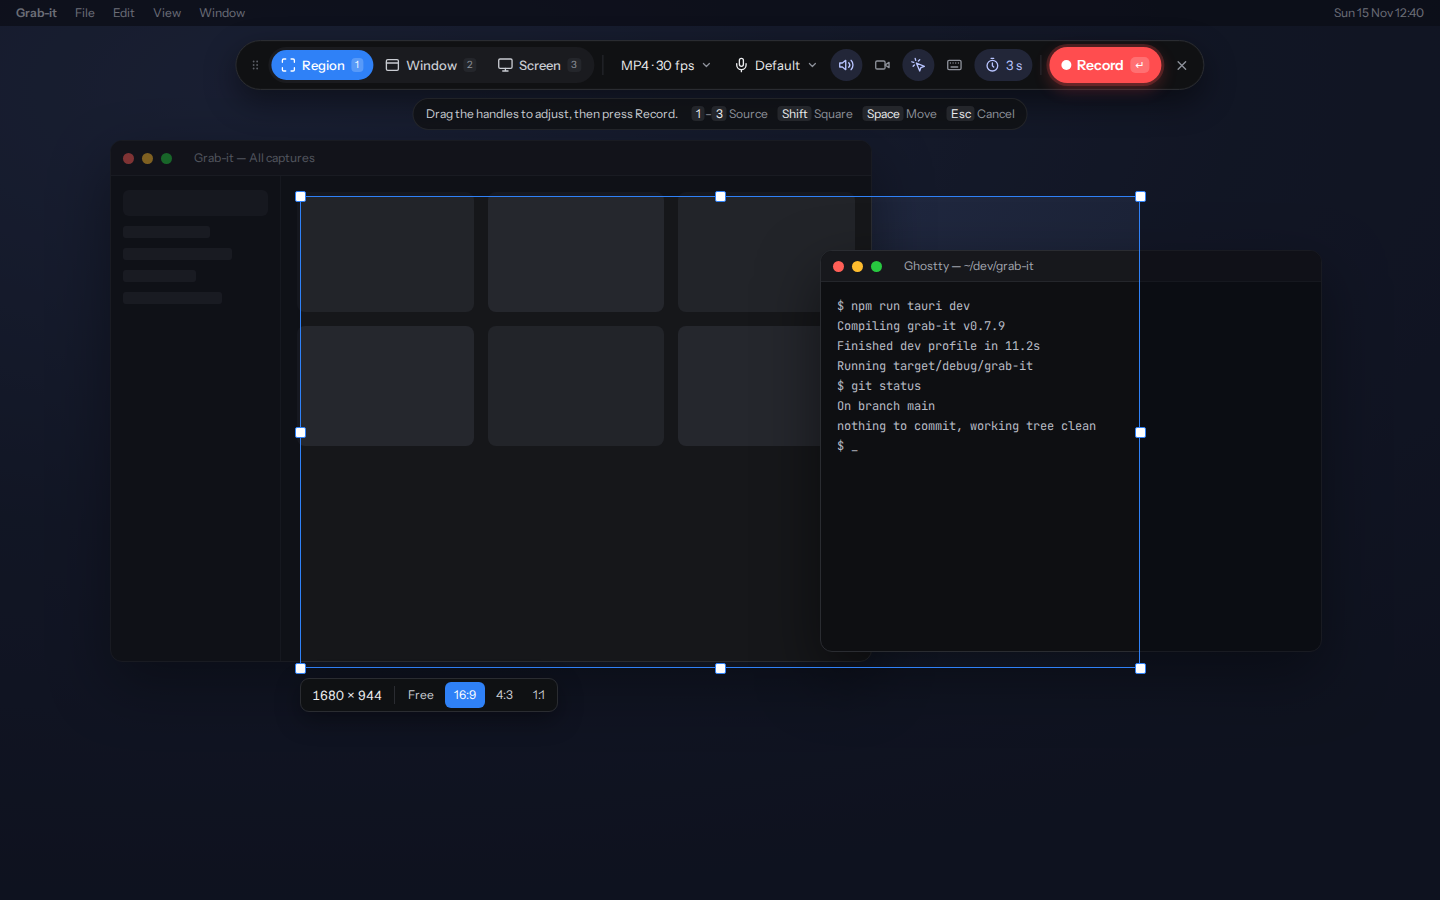 Grab-it File Edit View Window Sun 15 Nov 12:40
Region 1 Window 2 Screen 3 MP4 · 30 fps Default 3 s Record ↵
Drag the handles to adjust, then press Record. 1–3 Source Shift Square Space Move Esc Cancel
Grab-it — All captures
Ghostty — ~/dev/grab-it
$ npm run tauri dev
Compiling grab-it v0.7.9
Finished dev profile in 11.2s
Running target/debug/grab-it
$ git status
On branch main
nothing to commit, working tree clean
$ _
1680 × 944 Free 16:9 4:3 1:1